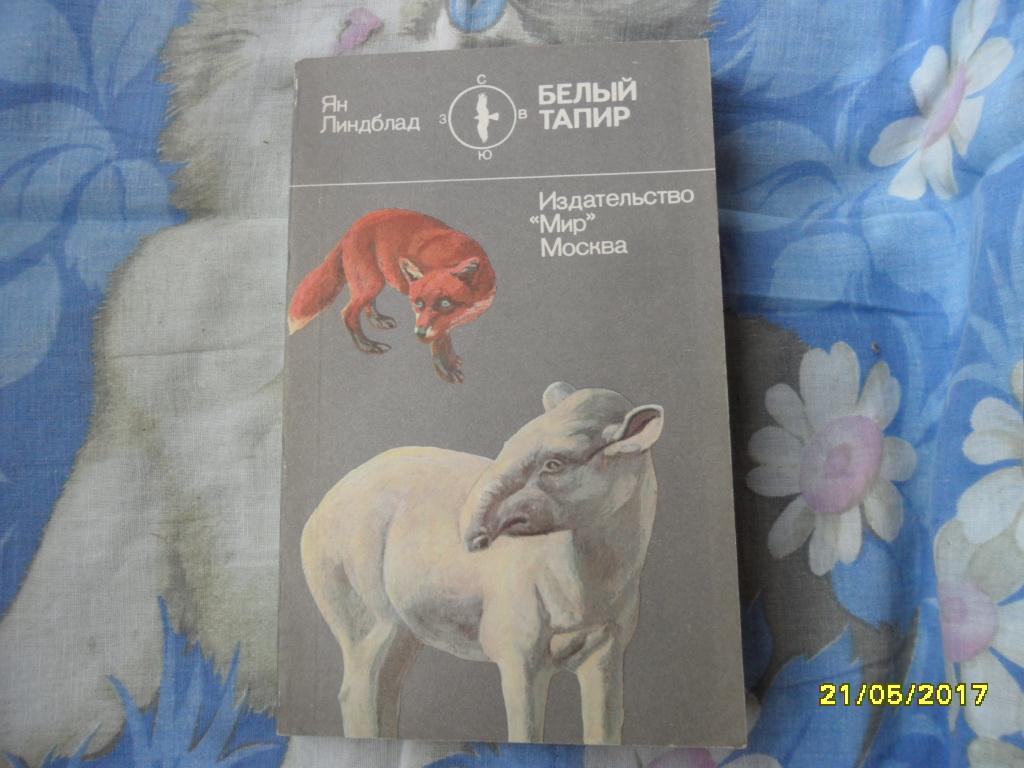 Ян
Линдблад
С
З
В
Ю
БЕЛЫЙ
ТАПИР
Издательство
“Мир”
Москва
21/05/2017